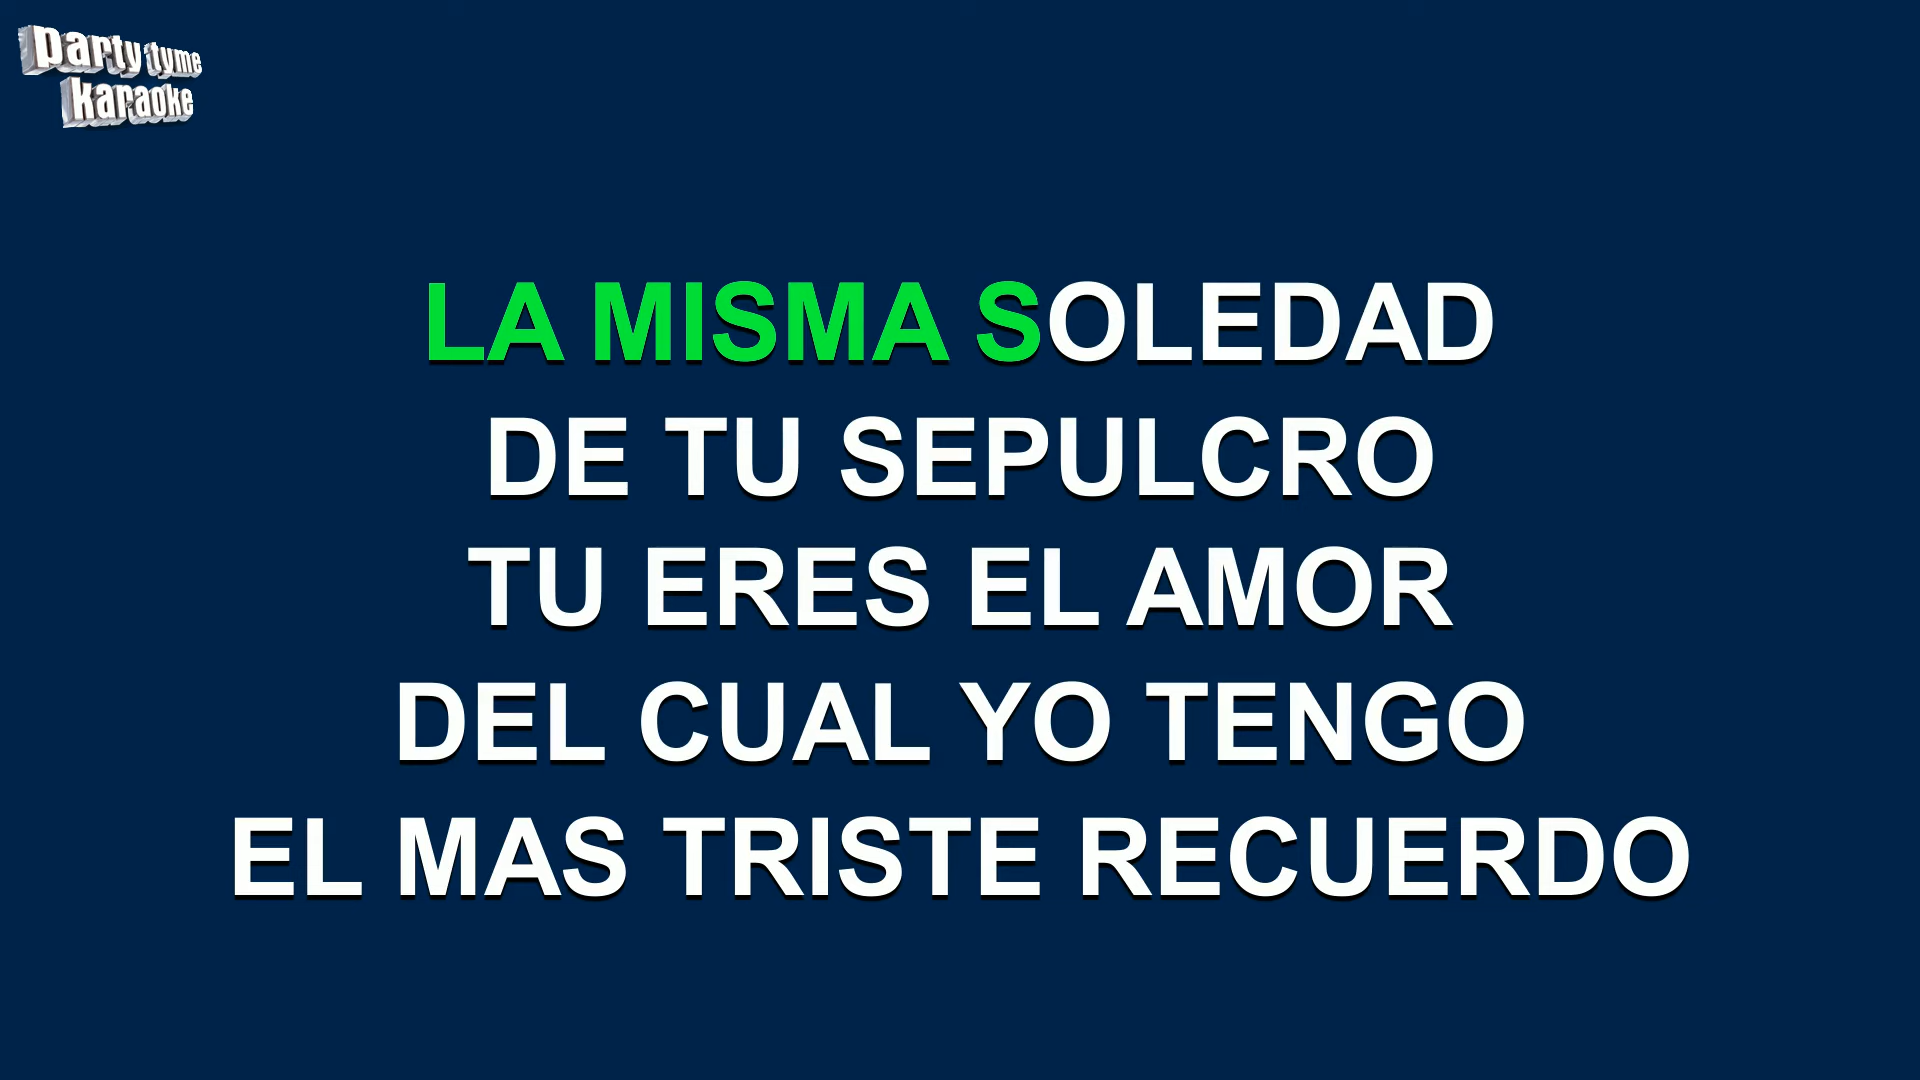 party tyme
karaoke
LA MISMA SOLEDAD
DE TU SEPULCRO
TU ERES EL AMOR
DEL CUAL YO TENGO
EL MAS TRISTE RECUERDO